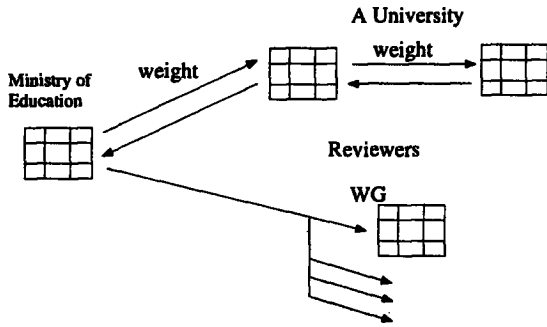 A University
weight
weight
Ministry of
Education
Reviewers
WG